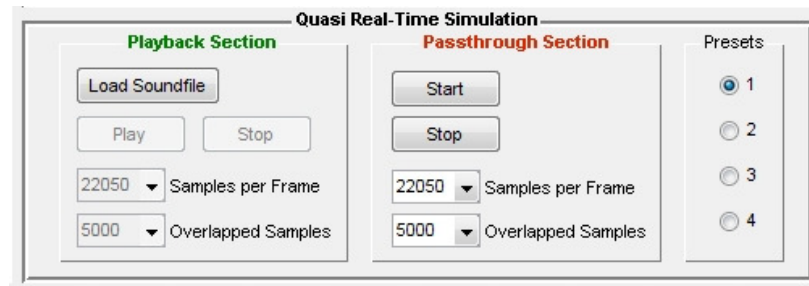 Quasi Real-Time Simulation
Playback Section
Load Soundfile
Play Stop
22050 Samples per Frame
5000 Overlapped Samples
Passthrough Section
Start
Stop
22050 Samples per Frame
5000 Overlapped Samples
Presets
1
2
3
4